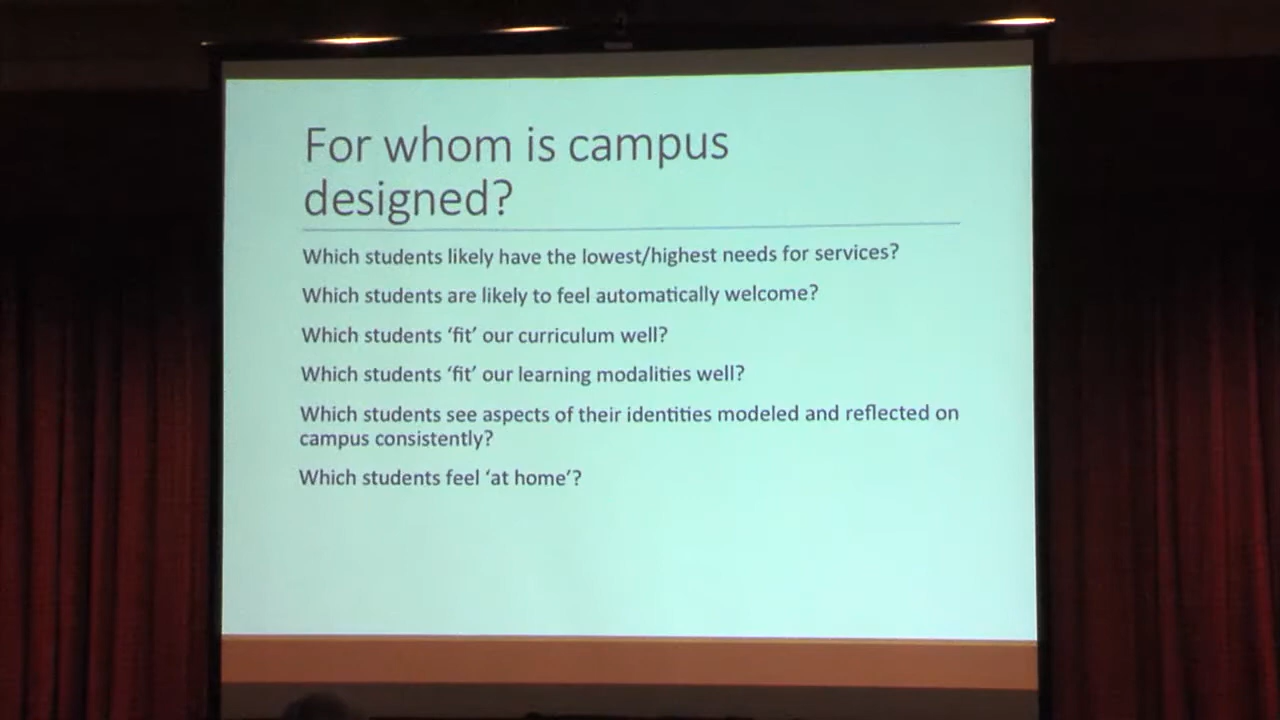 For whom is campus
designed?
Which students likely have the lowest/highest needs for services?
Which students are likely to feel automatically welcome?
Which students ‘fit’ our curriculum well?
Which students ‘fit’ our learning modalities well?
Which students see aspects of their identities modeled and reflected on
campus consistently?
Which students feel ‘at home’?